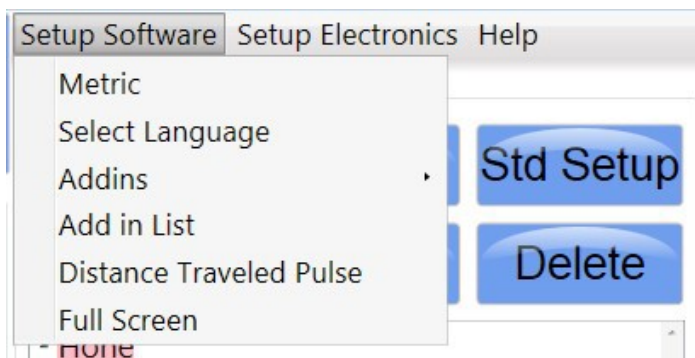 Setup Software Setup Electronics Help
Metric
Select Language
Std Setup
Addins
Add in List
Delete
Distance Traveled Pulse
Full Screen